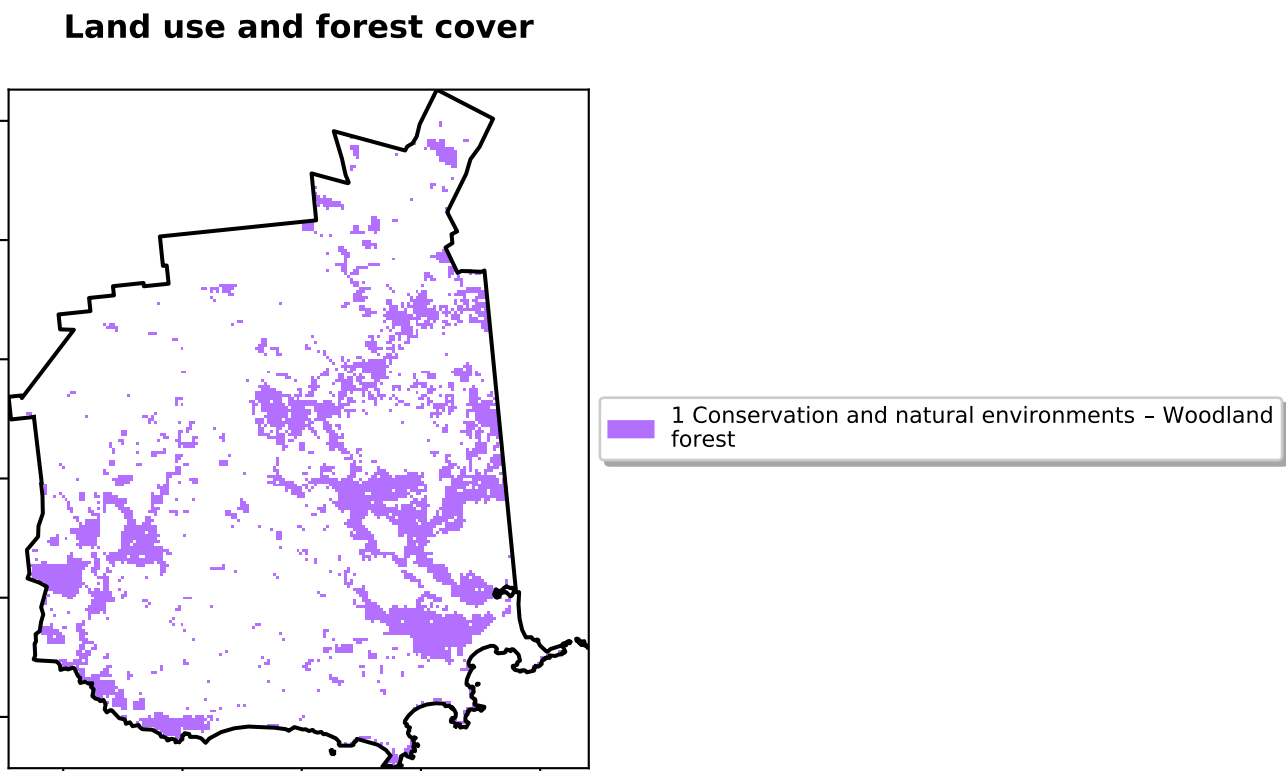 Land use and forest cover
1 Conservation and natural environments – Woodland
forest